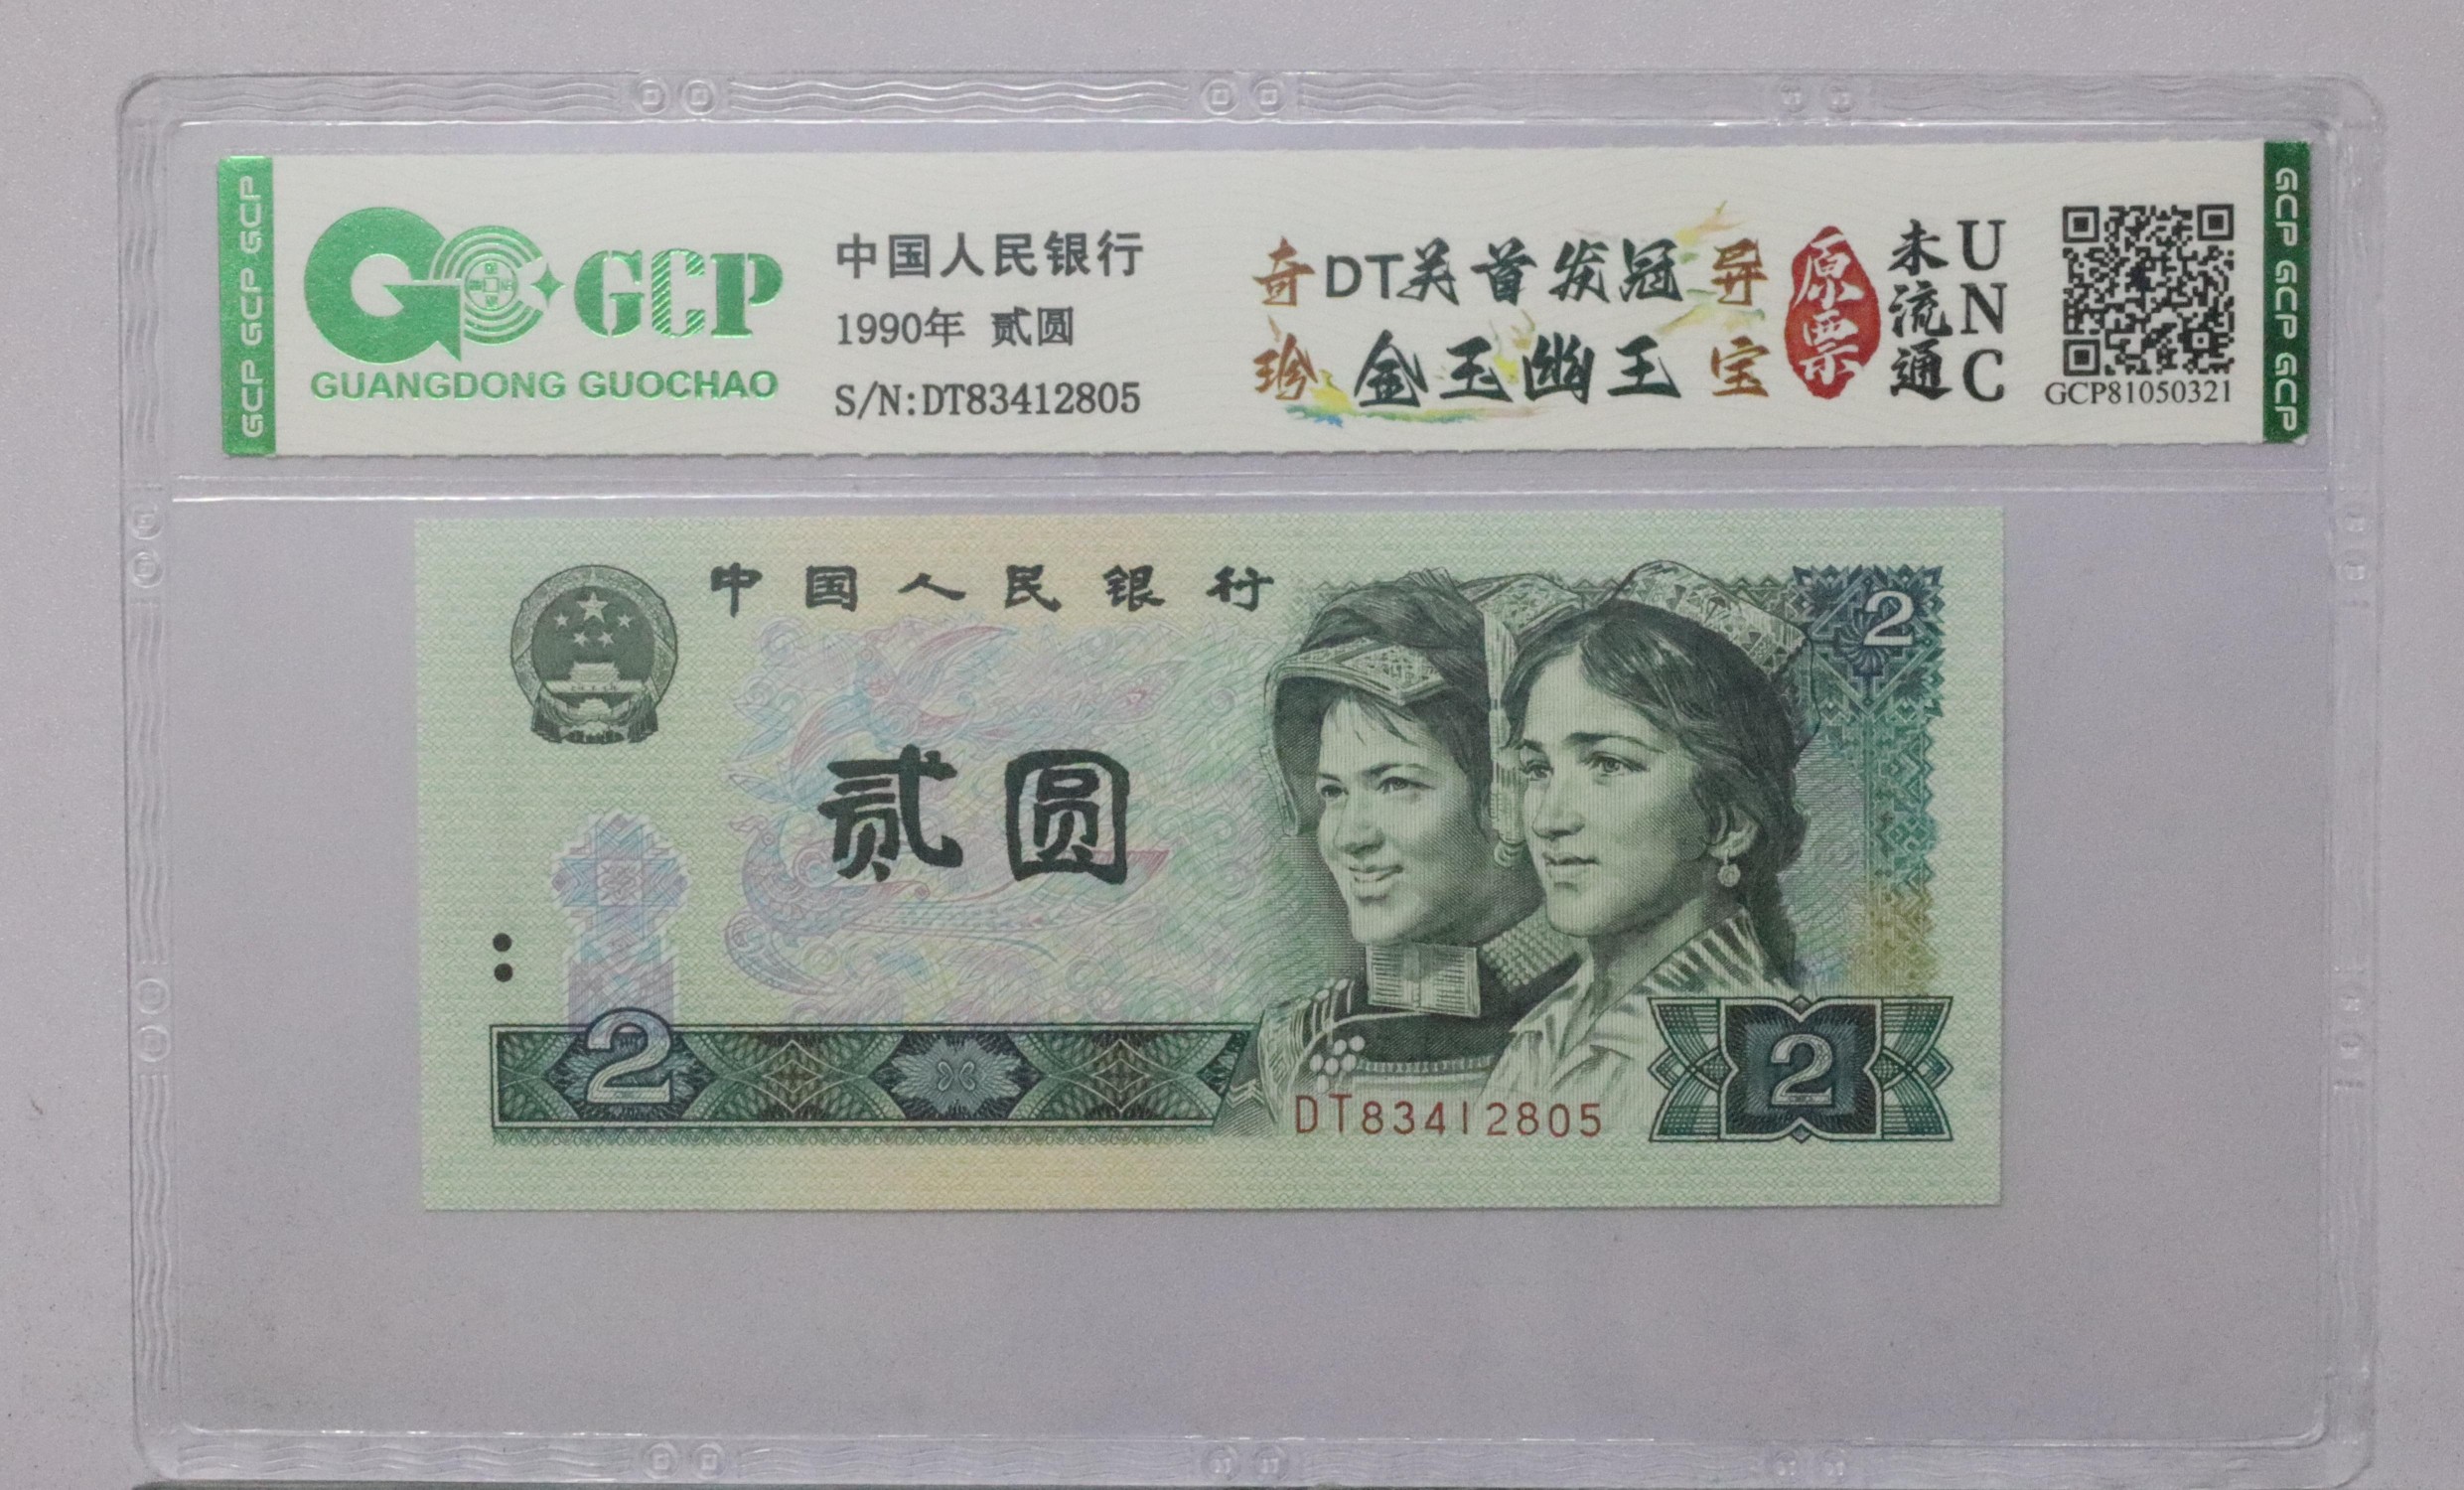 GCP GCP GCP
GCP
GUANGDONG GUOCHAO
中国人民银行
1990年 贰圆
S/N:DT83412805
奇DT关首发冠异
珍金玉幽王宝
原票
未流通
UNC
GCP81050321
GCP GCP GCP
中国人民银行
2
贰圆
2
2
DT83412805